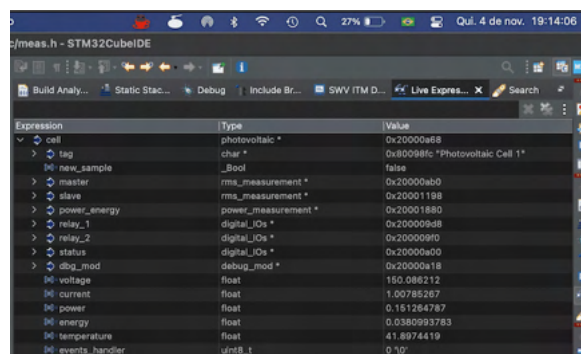 27% Qui. 4 de nov. 19:14:06
c/meas.h - STM32CubeIDE
Build Analy... Static Stac... Debug Include Br... SWV ITM D... Live Expres... X Search
Expression Type Value
cell photovoltaic * 0x20000a68
tag char * 0x80098fc "Photovoltaic Cell 1"
new_sample _Bool false
master rms_measurement * 0x20000ab0
slave rms_measurement * 0x20001198
power_energy power_measurement * 0x20001880
relay_1 digital_IOs * 0x200009d8
relay_2 digital_IOs * 0x200009f0
status digital_IOs * 0x20000a00
dbg_mod debug_mod * 0x20000a18
voltage float 150.086212
current float 1.00785267
power float 0.151264787
energy float 0.0380993783
temperature float 41.8974419
events_handler uint8_t 0 '\0'